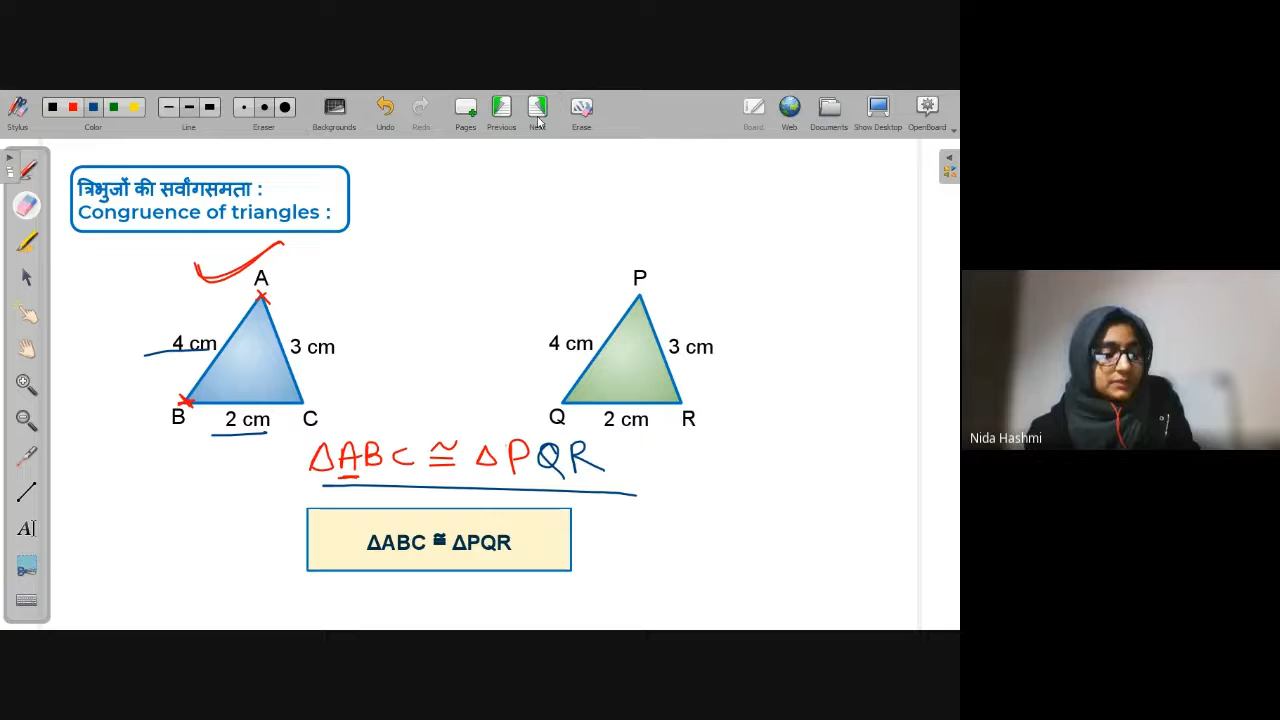 Stylus
Color
Line
Eraser
Backgrounds
Undo
Redo
Pages
Previous
Next
Erase
Board
Web
Documents
Show Desktop
OpenBoard
त्रिभुजों की सर्वांगसमता :
Congruence of triangles :
A
P
4 cm
3 cm
4 cm
3 cm
B
2 cm
C
Q
2 cm
R
ΔABC ≅ ΔPQR
ΔABC ≅ ΔPQR
Nida Hashmi